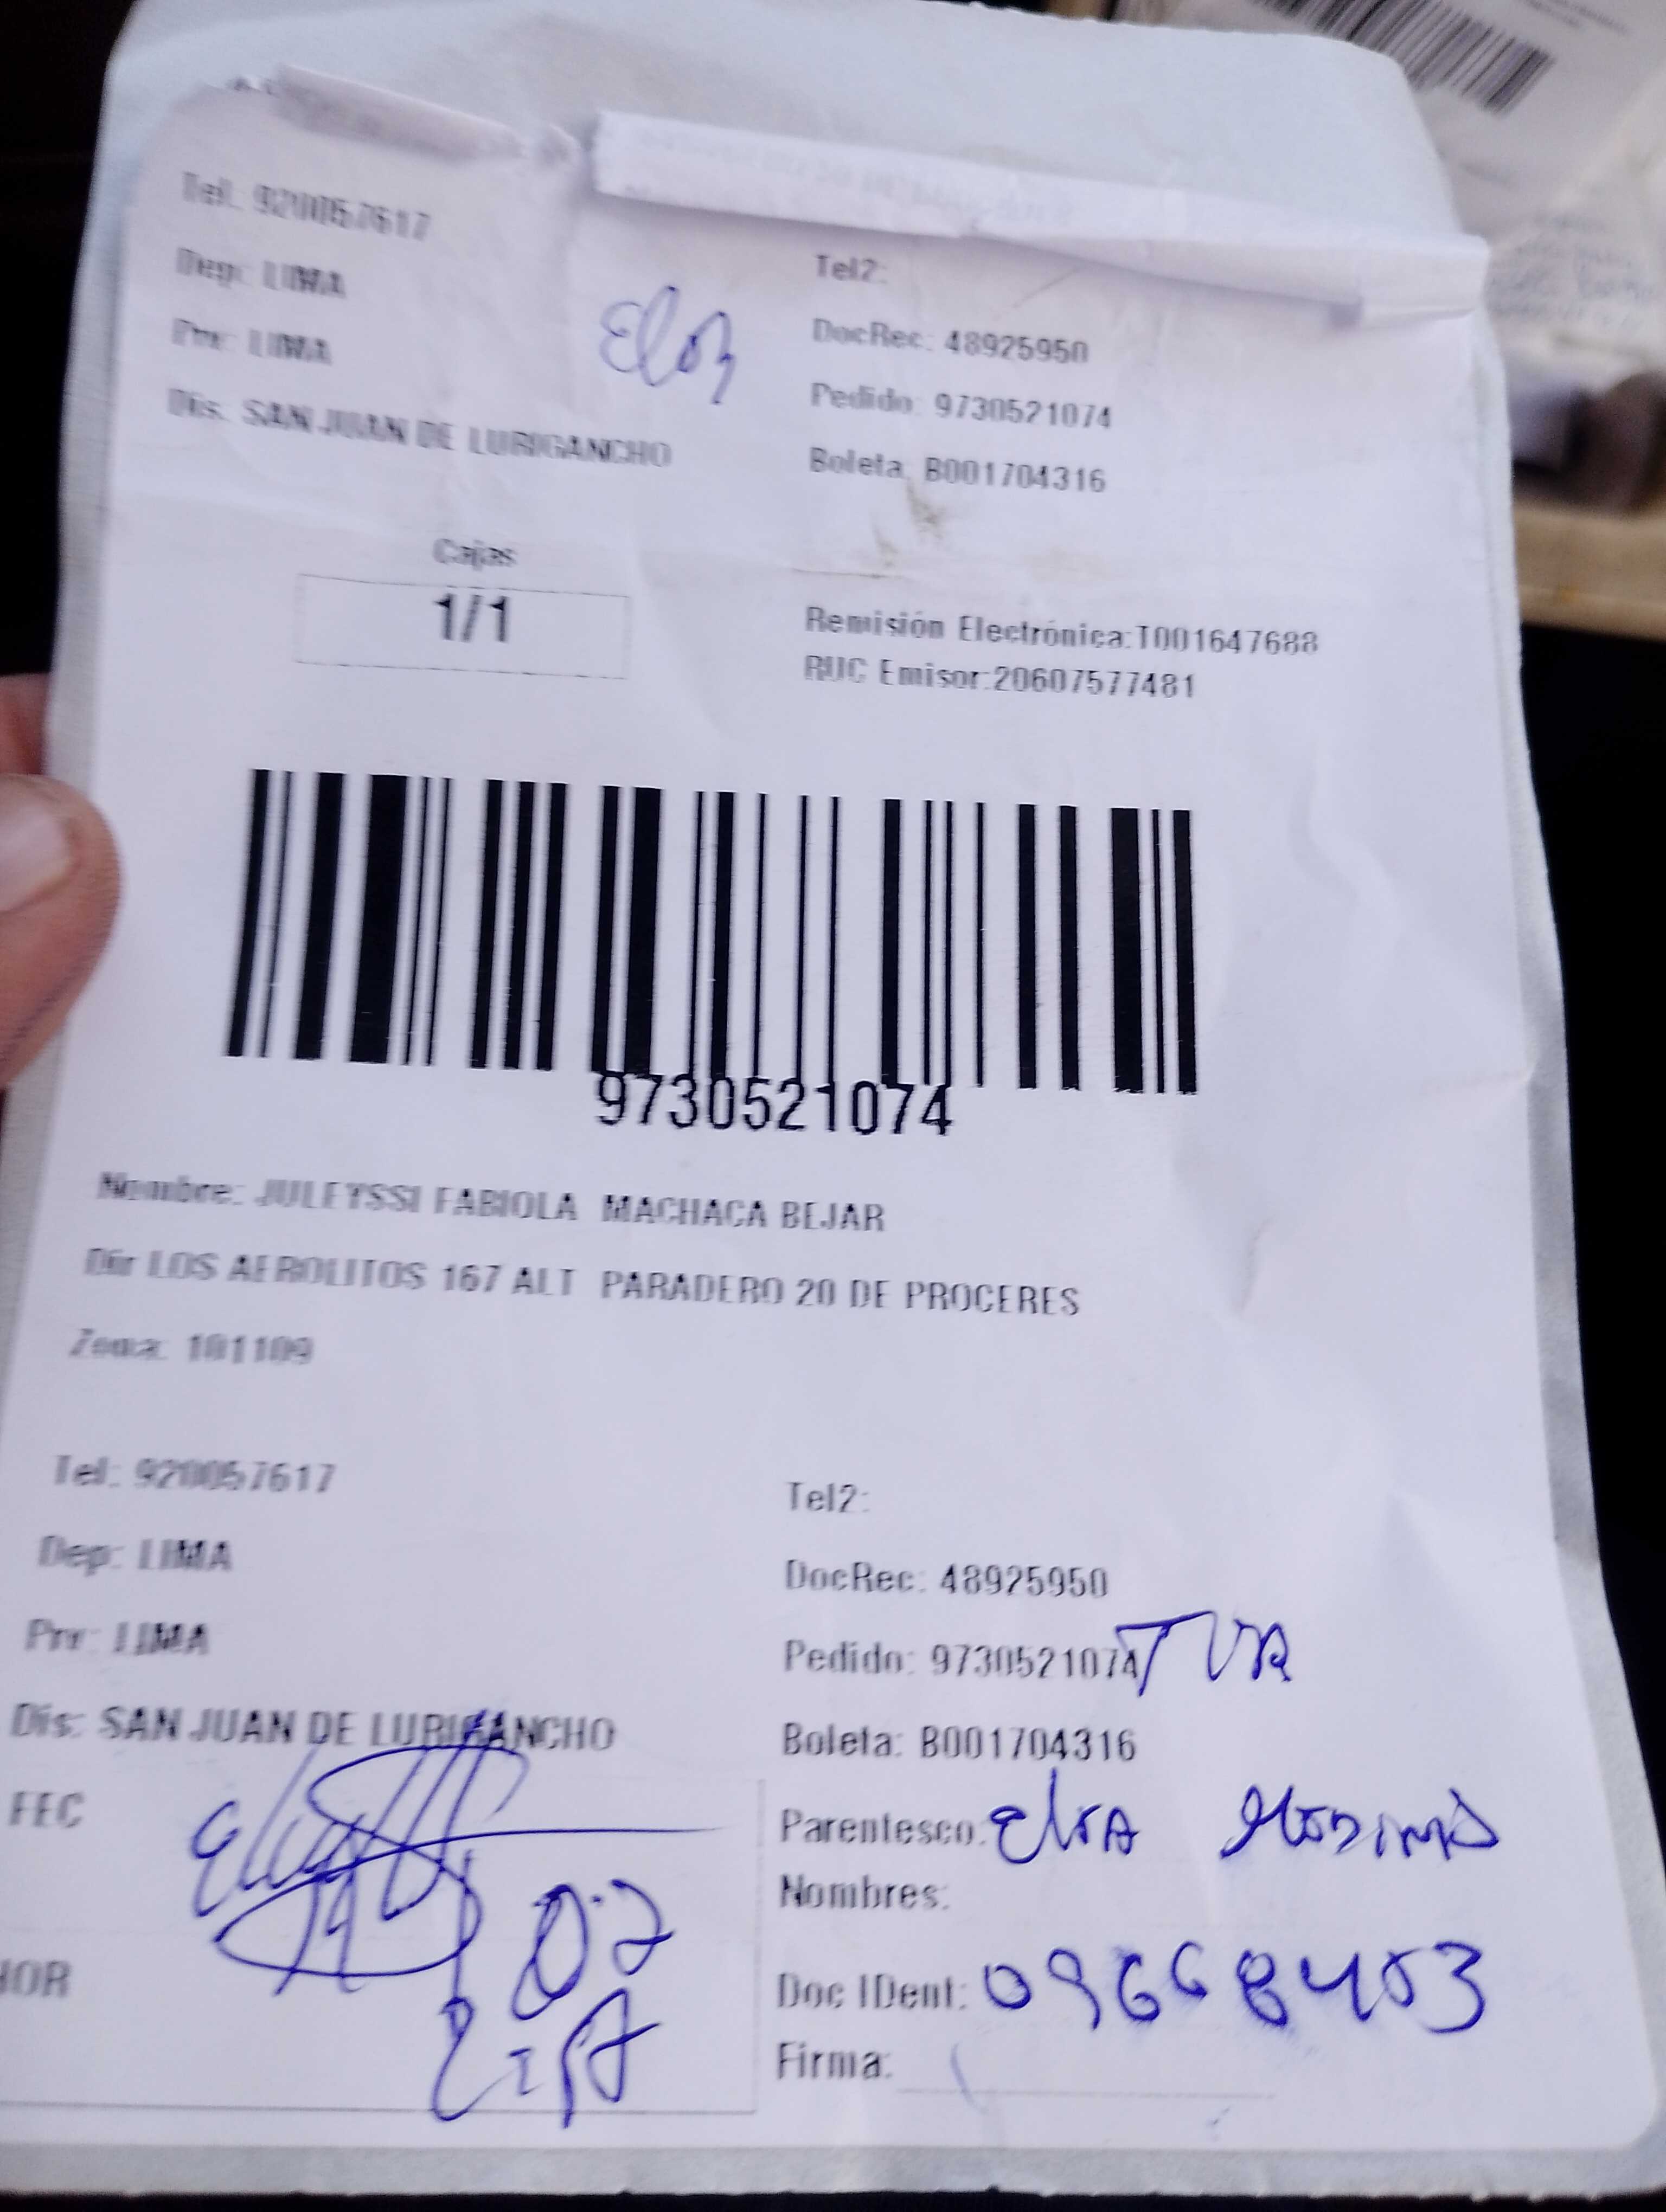 Tel. 920057617
Tel2:
Dep: LIMA
DocRec: 48925950
Prv: LIMA
Pedido: 9730521074
Dis. SAN JUAN DE LURIGANCHO
Boleta: B001704316
Cajas
1/1
Remisión Electrónica:T001647688
RUC Emisor:20607577481
9730521074
Nombre: JULEYSSI FABIOLA MACHACA BEJAR
Dir LOS AEROLITOS 167 ALT PARADERO 20 DE PROCERES
Zona: 101109
Tel: 920057617
Tel2:
Dep: LIMA
DocRec: 48925950
Prv: LIMA
Pedido: 9730521074
Dis: SAN JUAN DE LURIGANCHO
Boleta: B001704316
FEC
Parentesco:
Nombres:
HOR
Doc IDent: 09668453
Firma: